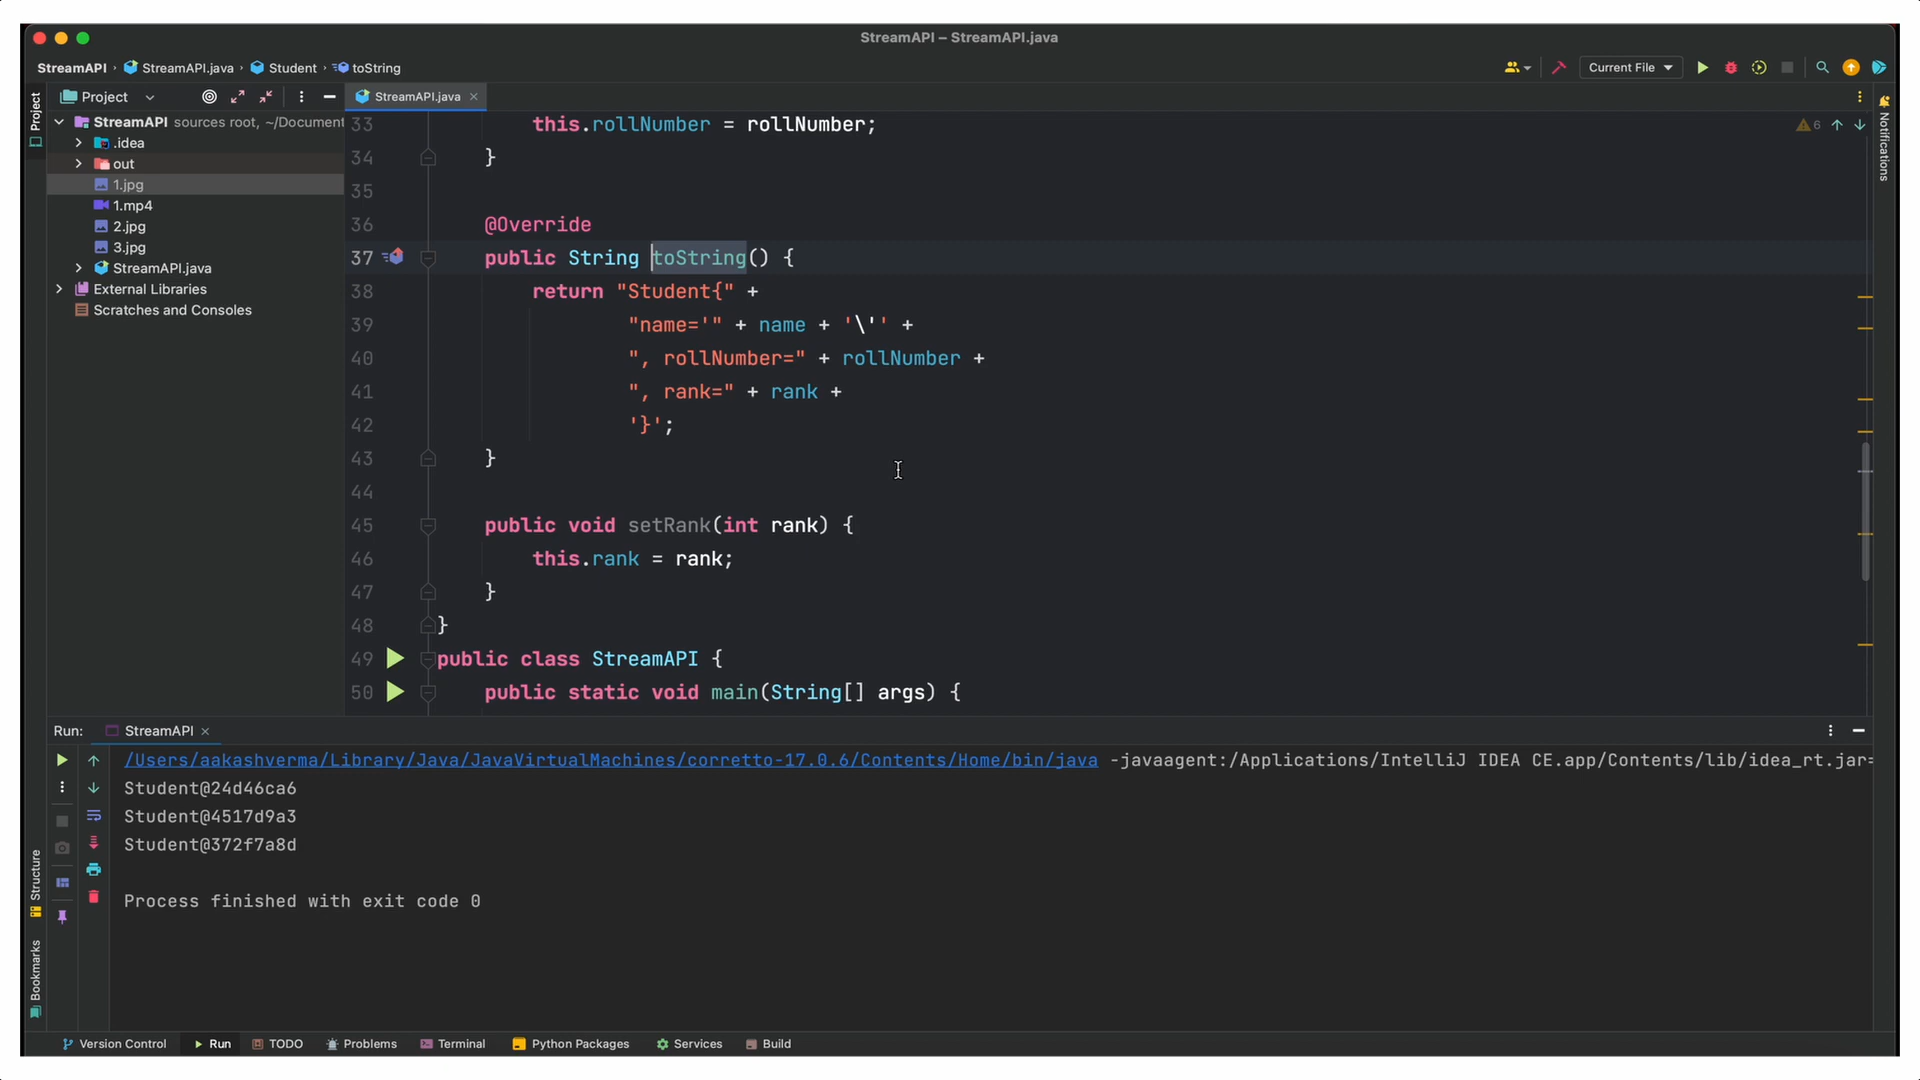 StreamAPI – StreamAPI.java
StreamAPI › StreamAPI.java › Student › toString
Current File
Project
StreamAPI.java
Project
StreamAPI sources root, ~/Document
.idea
out
1.jpg
1.mp4
2.jpg
3.jpg
StreamAPI.java
External Libraries
Scratches and Consoles
6
Notifications
33 this.rollNumber = rollNumber;
34 }
35
36 @Override
37 public String toString() {
38 return "Student{" +
39 "name='" + name + '\'' +
40 ", rollNumber=" + rollNumber +
41 ", rank=" + rank +
42 '}';
43 }
44
45 public void setRank(int rank) {
46 this.rank = rank;
47 }
48 }
49 public class StreamAPI {
50 public static void main(String[] args) {
Run: StreamAPI
/Users/aakashverma/Library/Java/JavaVirtualMachines/corretto-17.0.6/Contents/Home/bin/java -javaagent:/Applications/IntelliJ IDEA CE.app/Contents/lib/idea_rt.jar=
Student@24d46ca6
Student@4517d9a3
Student@372f7a8d
Process finished with exit code 0
Structure
Bookmarks
Version Control Run TODO Problems Terminal Python Packages Services Build